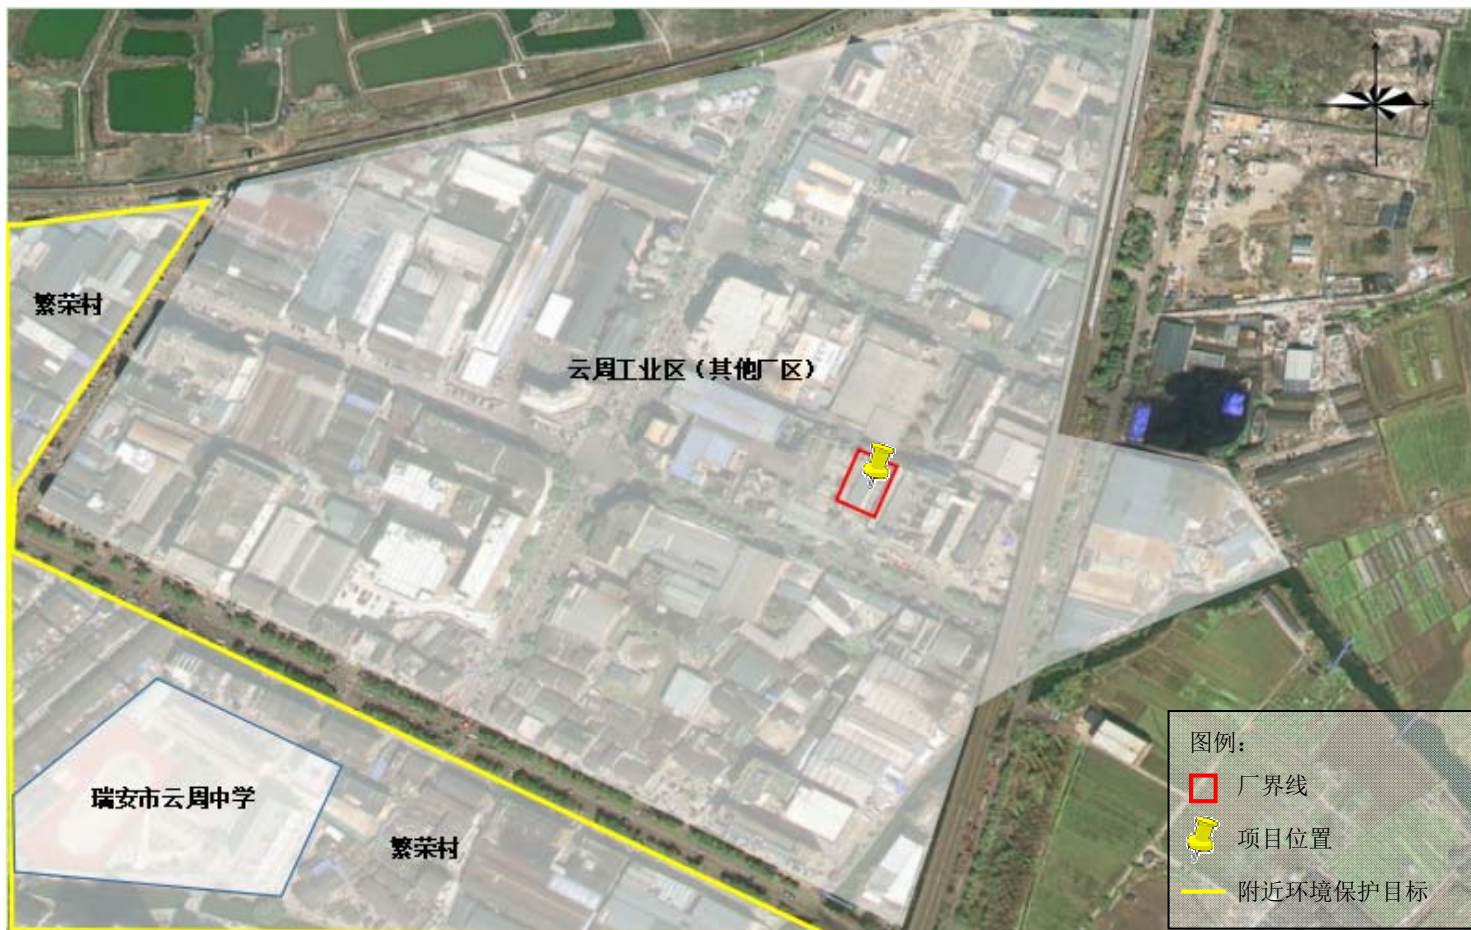 繁荣村
云周工业区（其他厂区）
瑞安市云周中学
繁荣村
图例：
厂界线
项目位置
附近环境保护目标